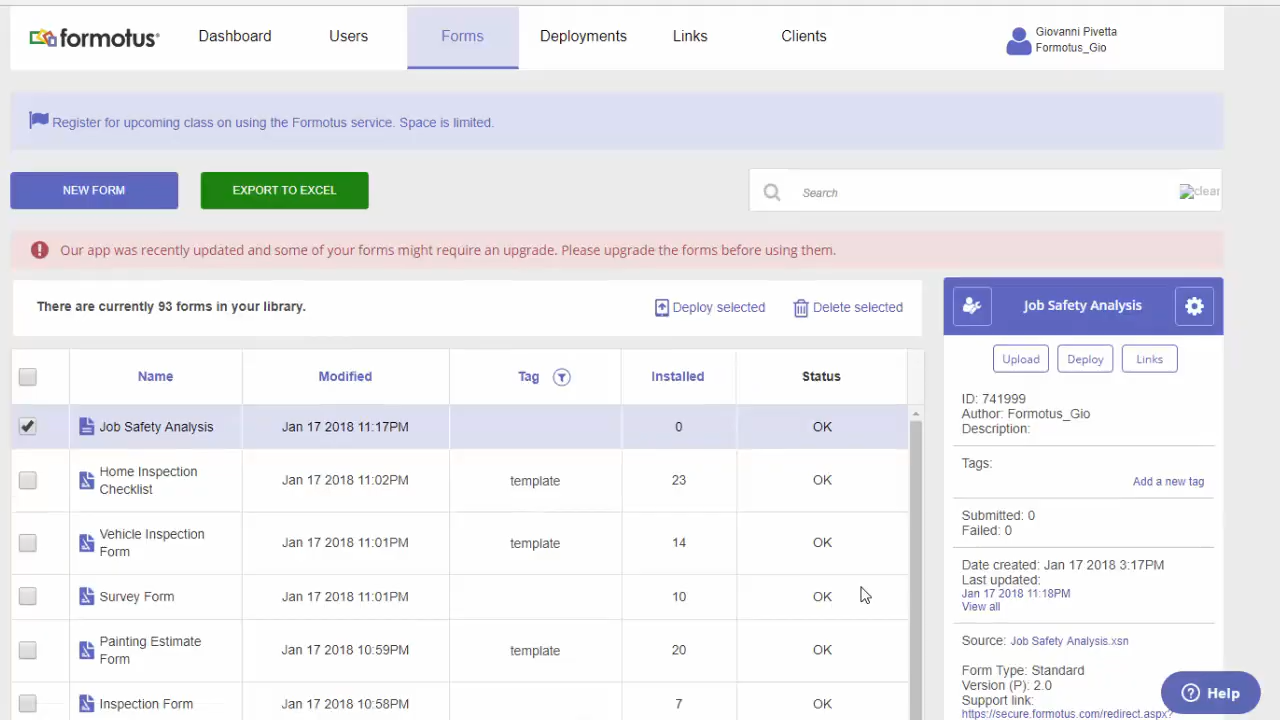 formotus
Dashboard
Users
Forms
Deployments
Links
Clients
Giovanni Pivetta
Formotus_Gio
Register for upcoming class on using the Formotus service. Space is limited.
NEW FORM
EXPORT TO EXCEL
Search
clear
Our app was recently updated and some of your forms might require an upgrade. Please upgrade the forms before using them.
There are currently 93 forms in your library.
Deploy selected
Delete selected
Name
Modified
Tag
Installed
Status
Job Safety Analysis
Jan 17 2018 11:17PM
0
OK
Home Inspection
Checklist
Jan 17 2018 11:02PM
template
23
OK
Vehicle Inspection
Form
Jan 17 2018 11:01PM
template
14
OK
Survey Form
Jan 17 2018 11:01PM
10
OK
Painting Estimate
Form
Jan 17 2018 10:59PM
template
20
OK
Inspection Form
Jan 17 2018 10:58PM
7
OK
Job Safety Analysis
Upload
Deploy
Links
ID: 741999
Author: Formotus_Gio
Description:
Tags:
Add a new tag
Submitted: 0
Failed: 0
Date created: Jan 17 2018 3:17PM
Last updated:
Jan 17 2018 11:18PM
View all
Source: Job Safety Analysis.xsn
Form Type: Standard
Version (P): 2.0
Support link:
https://secure.formotus.com/redirect.aspx?
Help